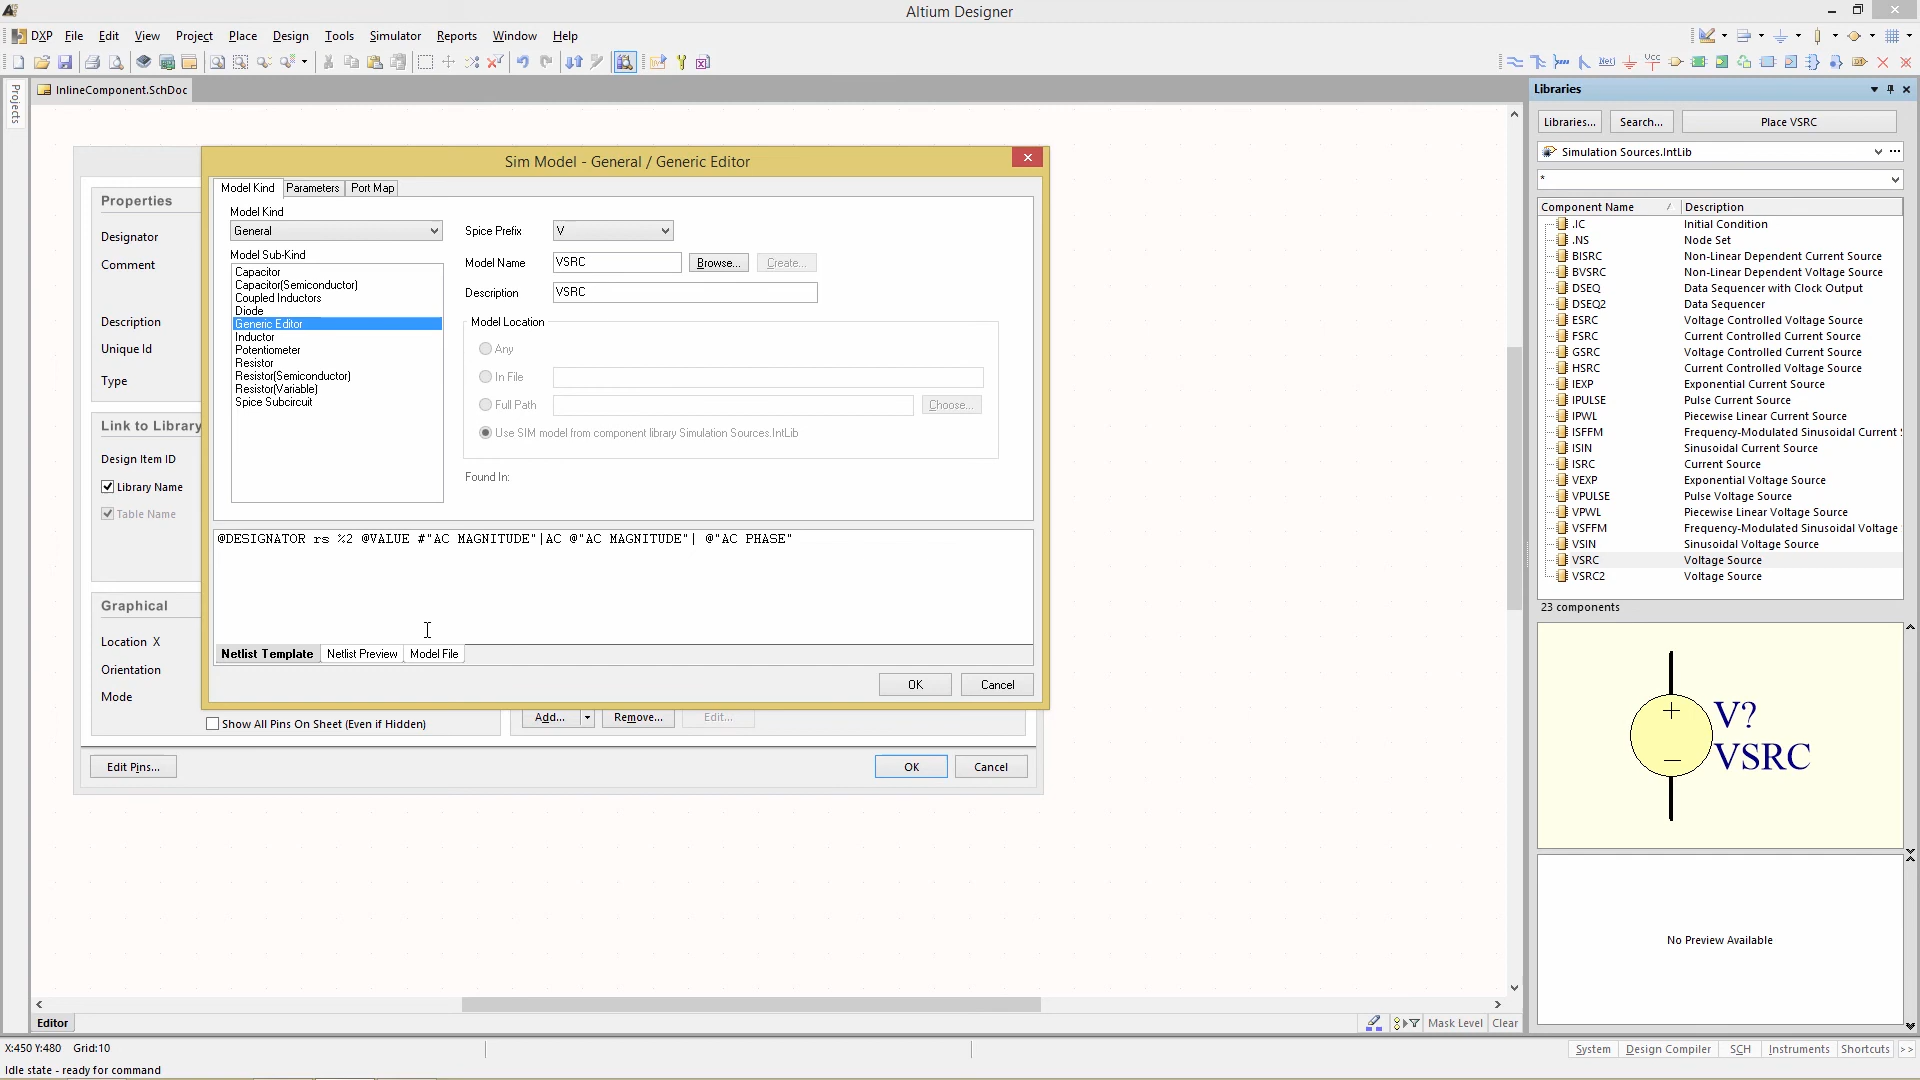 Altium Designer
DXP File Edit View Project Place Design Tools Simulator Reports Window Help
Projects
InlineComponent.SchDoc
Properties
Designator
Comment
Description
Unique Id
Type
Link to Library
Design Item ID
Library Name
Table Name
Graphical
Location X
Orientation
Mode
Show All Pins On Sheet (Even if Hidden)
Add... Remove... Edit...
Edit Pins... OK Cancel
Sim Model - General / Generic Editor
Model Kind Parameters Port Map
Model Kind
General
Model Sub-Kind
Capacitor
Capacitor(Semiconductor)
Coupled Inductors
Diode
Generic Editor
Inductor
Potentiometer
Resistor
Resistor(Semiconductor)
Resistor(Variable)
Spice Subcircuit
Spice Prefix V
Model Name VSRC Browse... Create...
Description VSRC
Model Location
Any
In File
Full Path Choose...
Use SIM model from component library Simulation Sources.IntLib
Found In:
@DESIGNATOR rs %2 @VALUE #"AC MAGNITUDE"|AC @"AC MAGNITUDE"| @"AC PHASE"
Netlist Template Netlist Preview Model File
OK Cancel
Libraries
Libraries... Search... Place VSRC
Simulation Sources.IntLib
*
Component Name / Description
.IC Initial Condition
.NS Node Set
BISRC Non-Linear Dependent Current Source
BVSRC Non-Linear Dependent Voltage Source
DSEQ Data Sequencer with Clock Output
DSEQ2 Data Sequencer
ESRC Voltage Controlled Voltage Source
FSRC Current Controlled Current Source
GSRC Voltage Controlled Current Source
HSRC Current Controlled Voltage Source
IEXP Exponential Current Source
IPULSE Pulse Current Source
IPWL Piecewise Linear Current Source
ISFFM Frequency-Modulated Sinusoidal Current
ISIN Sinusoidal Current Source
ISRC Current Source
VEXP Exponential Voltage Source
VPULSE Pulse Voltage Source
VPWL Piecewise Linear Voltage Source
VSFFM Frequency-Modulated Sinusoidal Voltage
VSIN Sinusoidal Voltage Source
VSRC Voltage Source
VSRC2 Voltage Source
23 components
V?
VSRC
No Preview Available
Editor
Mask Level Clear
X:450 Y:480 Grid:10
System Design Compiler SCH Instruments Shortcuts >>
Idle state - ready for command